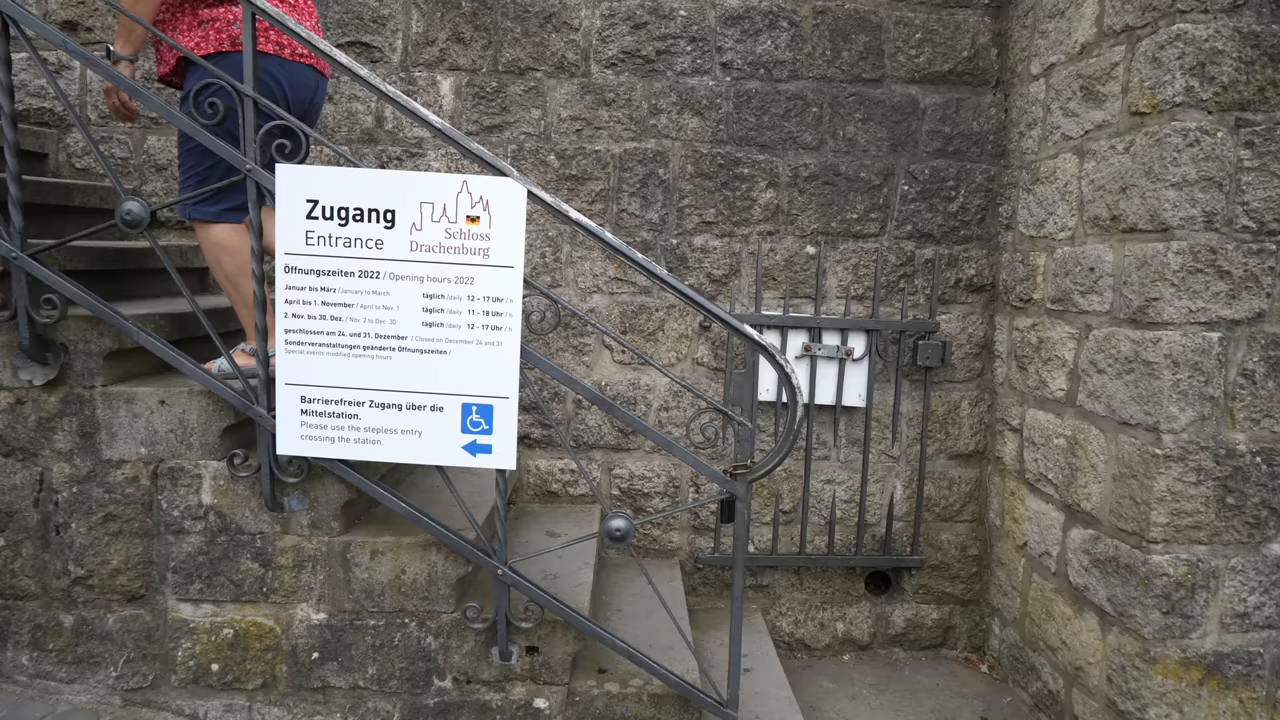 Zugang
Entrance
Schloss
Drachenburg
Öffnungszeiten 2022 / Opening hours 2022
Januar bis März / January to March täglich / daily 12 – 17 Uhr / h
April bis 1. November / April to Nov. 1 täglich / daily 11 - 18 Uhr / h
2. Nov. bis 30. Dez. / Nov. 2 to Dec. 30 täglich / daily 12 - 17 Uhr / h
geschlossen am 24. und 31. Dezember / Closed on December 24 and 31
Sonderveranstaltungen geänderte Öffnungszeiten /
Special events modified opening hours
Barrierefreier Zugang über die
Mittelstation.
Please use the stepless entry
crossing the station.